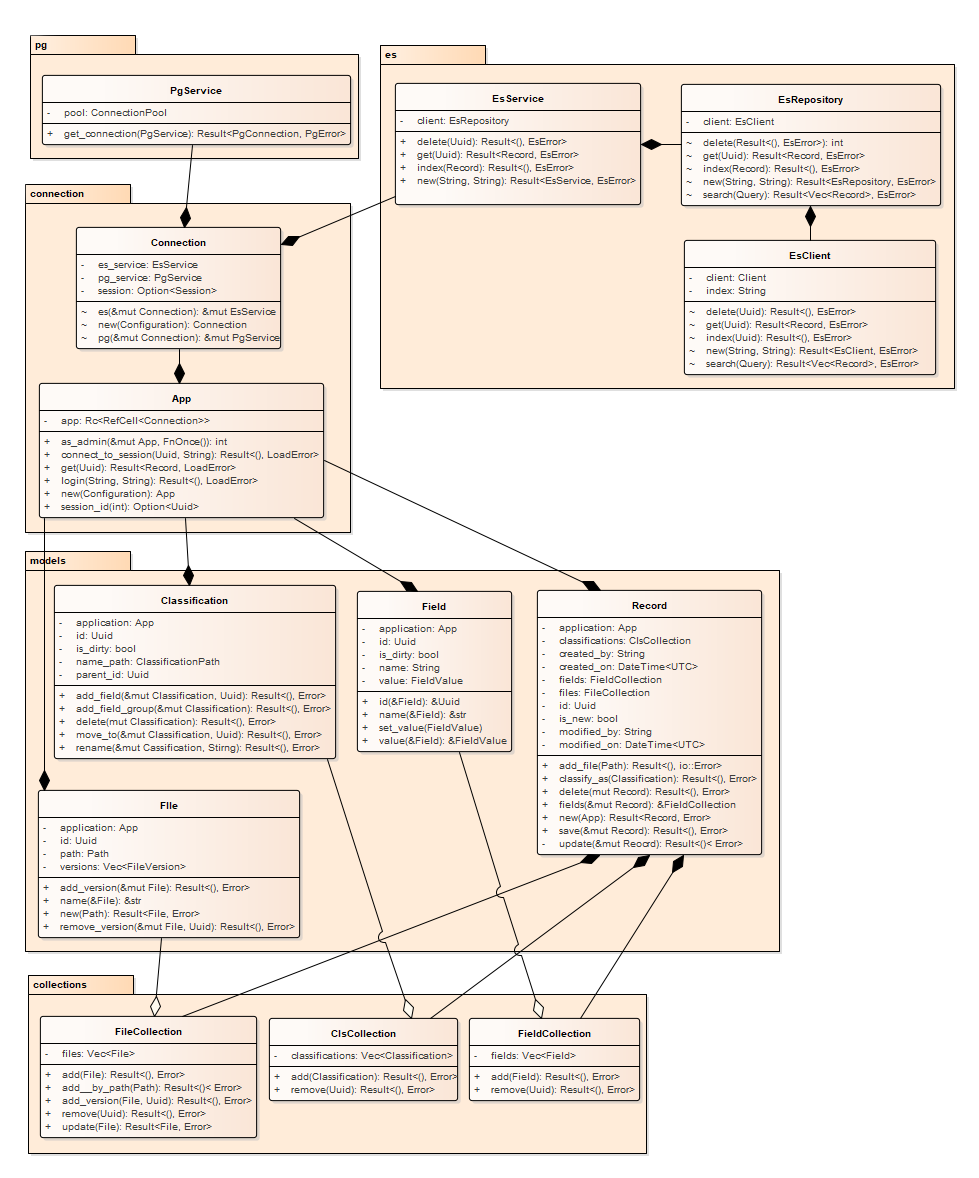 pg
PgService
- pool: ConnectionPool
+ get_connection(PgService): Result<PgConnection, PgError>
es
EsService
- client: EsRepository
+ delete(Uuid): Result<(), EsError>
+ get(Uuid): Result<Record, EsError>
+ index(Record): Result<(), EsError>
+ new(String, String): Result<EsService, EsError>
EsRepository
- client: EsClient
~ delete(Result<(), EsError>): int
~ get(Uuid): Result<Record, EsError>
~ index(Record): Result<(), EsError>
~ new(String, String): Result<EsRepository, EsError>
~ search(Query): Result<Vec<Record>, EsError>
EsClient
- client: Client
- index: String
~ delete(Uuid): Result<(), EsError>
~ get(Uuid): Result<Record, EsError>
~ index(Uuid): Result<(), EsError>
~ new(String, String): Result<EsClient, EsError>
~ search(Query): Result<Vec<Record>, EsError>
connection
Connection
- es_service: EsService
- pg_service: PgService
- session: Option<Session>
~ es(&mut Connection): &mut EsService
~ new(Configuration): Connection
~ pg(&mut Connection): &mut PgService
App
- app: Rc<RefCell<Connection>>
+ as_admin(&mut App, FnOnce()): int
+ connect_to_session(Uuid, String): Result<(), LoadError>
+ get(Uuid): Result<Record, LoadError>
+ login(String, String): Result<(), LoadError>
+ new(Configuration): App
+ session_id(int): Option<Uuid>
models
Classification
- application: App
- id: Uuid
- is_dirty: bool
- name_path: ClassificationPath
- parent_id: Uuid
+ add_field(&mut Classification, Uuid): Result<(), Error>
+ add_field_group(&mut Classification): Result<(), Error>
+ delete(mut Classification): Result<(), Error>
+ move_to(&mut Classification, Uuid): Result<(), Error>
+ rename(&mut Cassification, Stirng): Result<(), Error>
Field
- application: App
- id: Uuid
- is_dirty: bool
- name: String
- value: FieldValue
+ id(&Field): &Uuid
+ name(&Field): &str
+ set_value(FieldValue)
+ value(&Field): &FieldValue
Record
- application: App
- classifications: ClsCollection
- created_by: String
- created_on: DateTime<UTC>
- fields: FieldCollection
- files: FileCollection
- id: Uuid
- is_new: bool
- modified_by: String
- modified_on: DateTime<UTC>
+ add_file(Path): Result<(), io::Error>
+ classify_as(Classification): Result<(), Error>
+ delete(mut Record): Result<(), Error>
+ fields(&mut Record): &FieldCollection
+ new(App): Result<Record, Error>
+ save(&mut Record): Result<(), Error>
- update(&mut Record): Result<()< Error>
FIle
- application: App
- id: Uuid
- path: Path
- versions: Vec<FileVersion>
+ add_version(&mut File): Result<(), Error>
+ name(&File): &str
+ new(Path): Result<File, Error>
+ remove_version(&mut File, Uuid): Result<(), Error>
collections
FileCollection
- files: Vec<File>
+ add(File): Result<(), Error>
+ add__by_path(Path): Result<()< Error>
+ add_version(File, Uuid): Result<(), Error>
+ remove(Uuid): Result<(), Error>
+ update(File): Result<File, Error>
ClsCollection
- classifications: Vec<Classification>
+ add(Classification): Result<(), Error>
+ remove(Uuid): Result<(), Error>
FieldCollection
- fields: Vec<Field>
+ add(Field): Result<(), Error>
+ remove(Uuid): Result<(), Error>